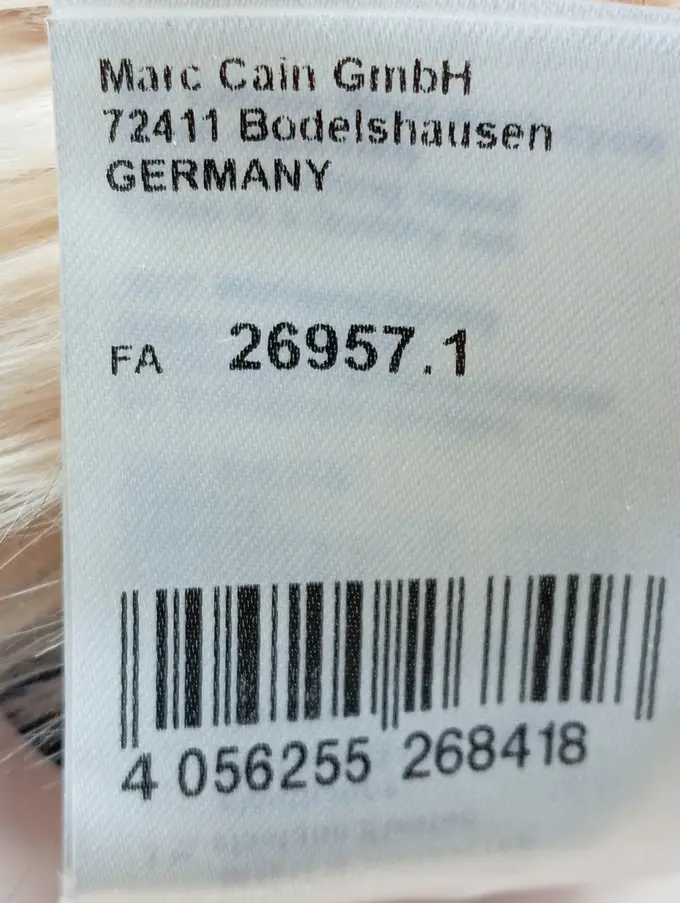 Marc Cain GmbH
72411 Bodelshausen
GERMANY
FA 26957.1
4 056255 268418